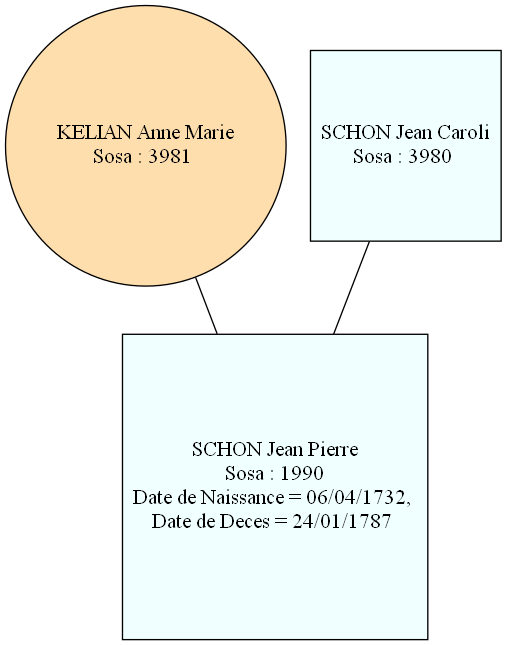 KELIAN Anne Marie
Sosa : 3981
SCHON Jean Caroli
Sosa : 3980
SCHON Jean Pierre
Sosa : 1990
Date de Naissance = 06/04/1732,
Date de Deces = 24/01/1787